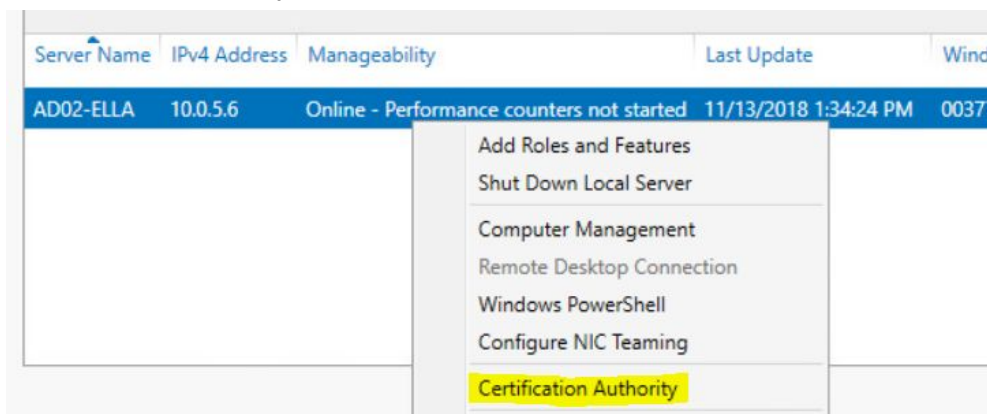 Server Name IPv4 Address Manageability Last Update Wind
AD02-ELLA 10.0.5.6 Online - Performance counters not started 11/13/2018 1:34:24 PM 0037
Add Roles and Features
Shut Down Local Server
Computer Management
Remote Desktop Connection
Windows PowerShell
Configure NIC Teaming
Certification Authority